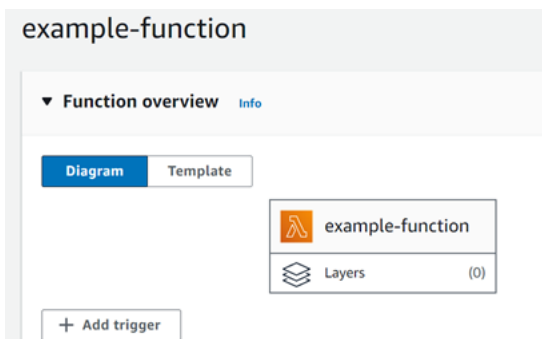 example-function
Function overview Info
Diagram Template
example-function
Layers (0)
+ Add trigger